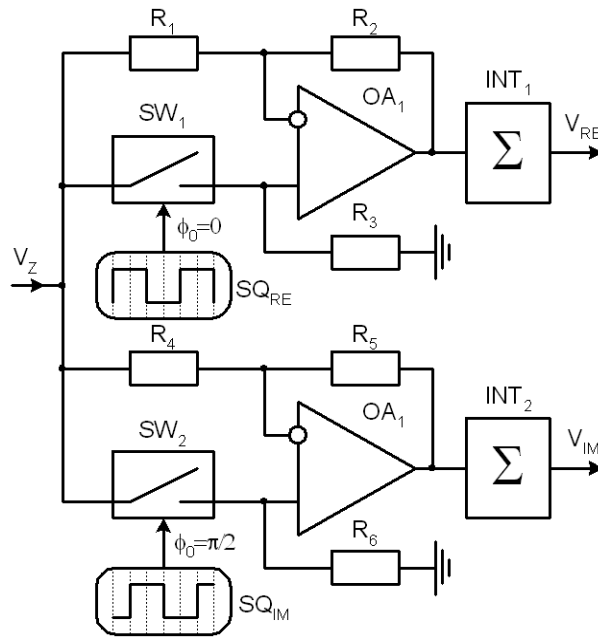 R1
R2
OA1
INT1
SW1
Σ
VRE
R3
ϕ0=0
VZ
SQRE
R4
R5
OA1
INT2
SW2
Σ
VIM
R6
ϕ0=π/2
SQIM